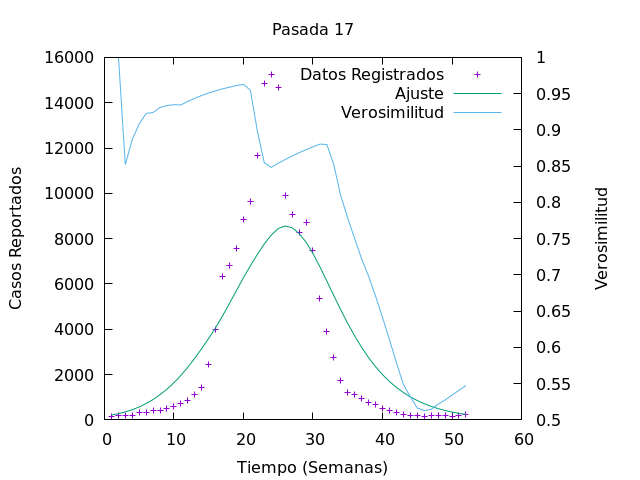 Pasada 17
16000
14000
12000
10000
8000
6000
4000
2000
0
Casos Reportados
Datos Registrados
Ajuste
Verosimilitud
1
0.95
0.9
0.85
0.8
0.75
0.7
0.65
0.6
0.55
0.5
Verosimilitud
0 10 20 30 40 50 60
Tiempo (Semanas)